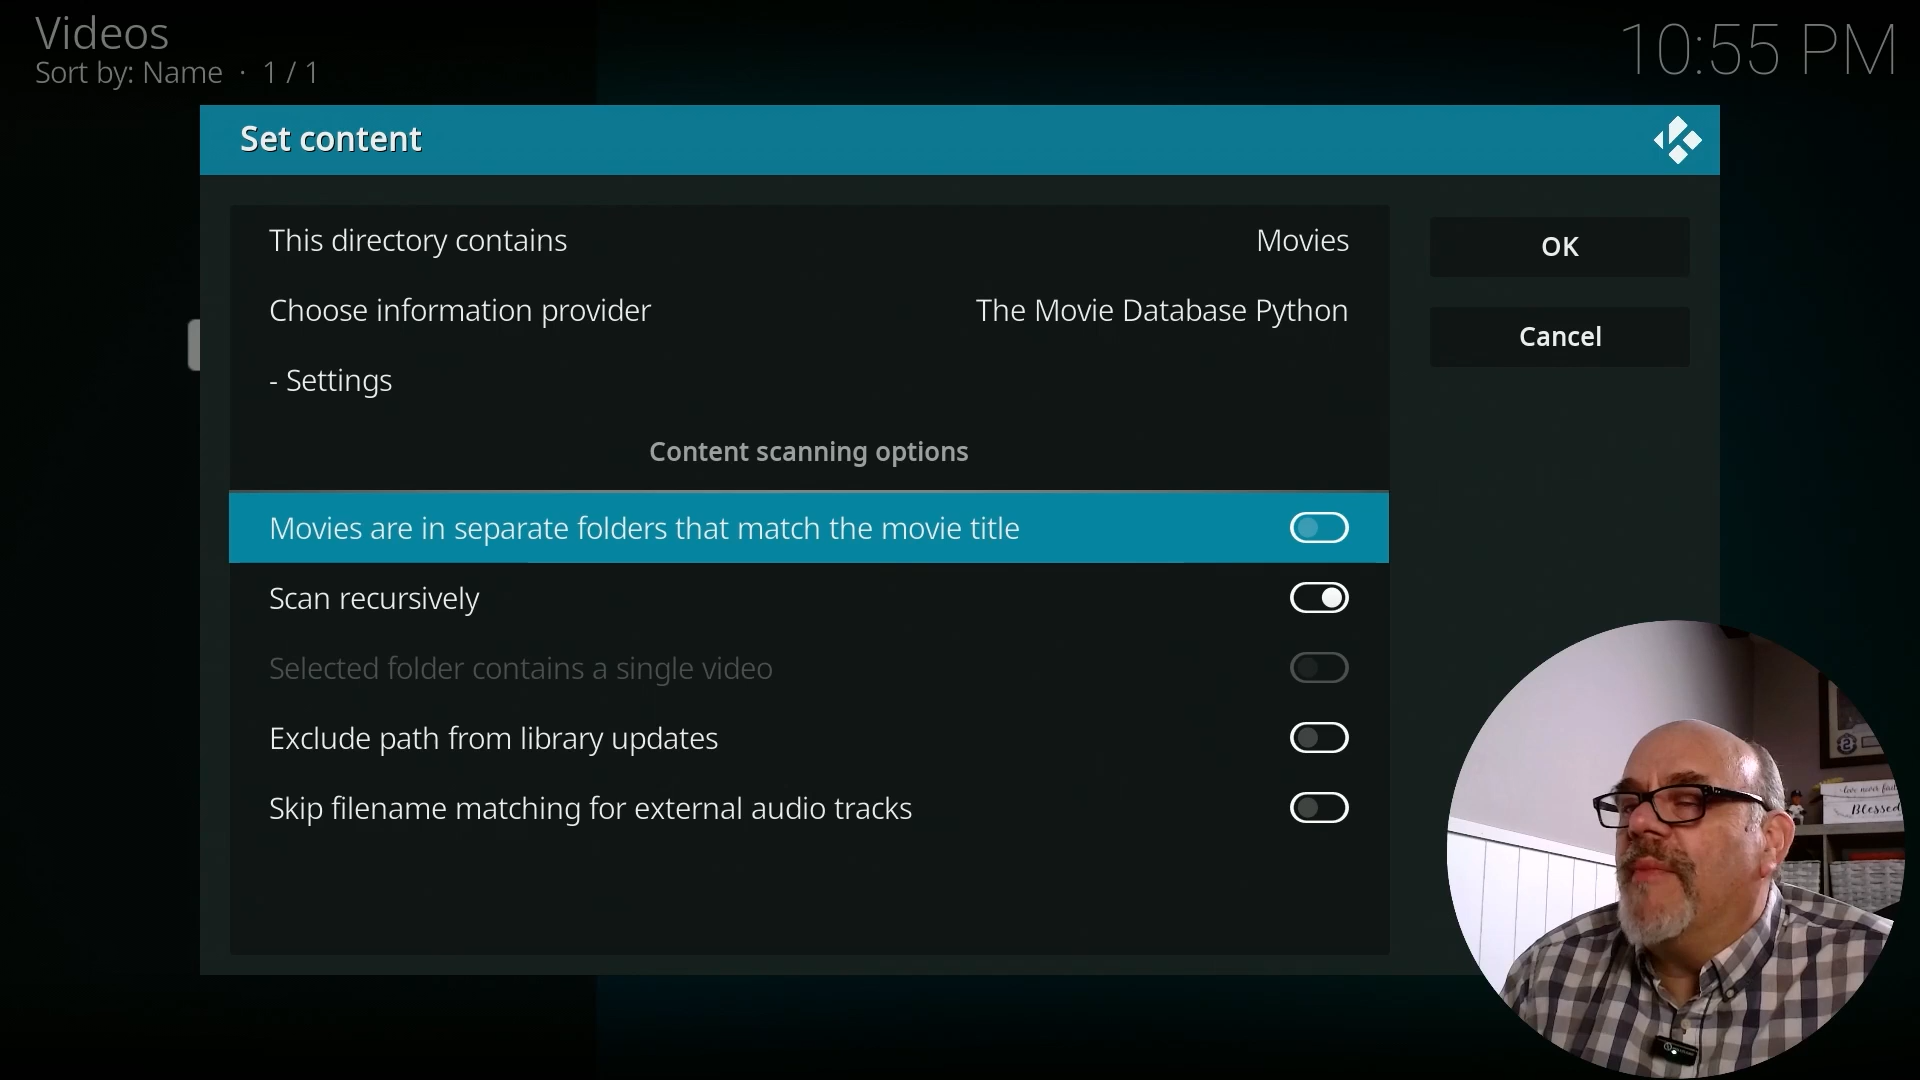 Videos
Sort by: Name · 1 / 1
10:55 PM
Set content
This directory contains Movies
OK
Choose information provider The Movie Database Python
Cancel
- Settings
Content scanning options
Movies are in separate folders that match the movie title
Scan recursively
Selected folder contains a single video
Exclude path from library updates
Skip filename matching for external audio tracks
Blessed